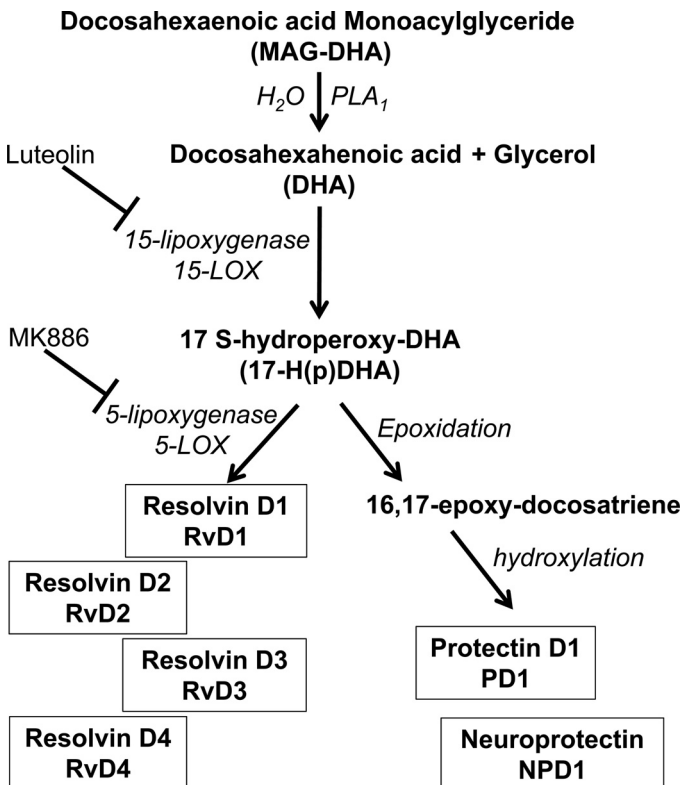 Docosahexaenoic acid Monoacylglyceride
(MAG-DHA)
H₂O PLA₁
Luteolin
Docosahexahenoic acid + Glycerol
(DHA)
15-lipoxygenase
15-LOX
MK886
17 S-hydroperoxy-DHA
(17-H(p)DHA)
5-lipoxygenase
5-LOX
Epoxidation
Resolvin D1
RvD1
16,17-epoxy-docosatriene
hydroxylation
Resolvin D2
RvD2
Resolvin D3
RvD3
Protectin D1
PD1
Resolvin D4
RvD4
Neuroprotectin
NPD1